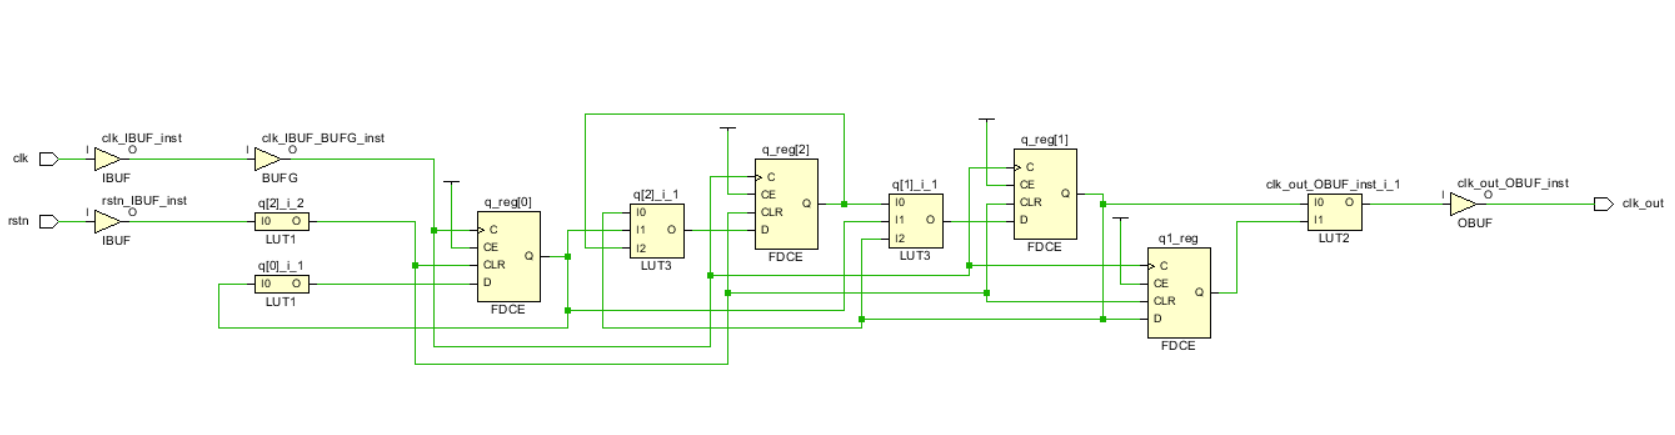 clk
I
clk_IBUF_inst
O
IBUF
I
clk_IBUF_BUFG_inst
O
BUFG
rstn
I
rstn_IBUF_inst
O
IBUF
q[2]_i_2
I0 O
LUT1
q[0]_i_1
I0 O
LUT1
q_reg[0]
C
CE
CLR
D
Q
FDCE
q[2]_i_1
I0
I1
I2
O
LUT3
q_reg[2]
C
CE
CLR
D
Q
FDCE
q[1]_i_1
I0
I1
I2
O
LUT3
q_reg[1]
C
CE
CLR
D
Q
FDCE
q1_reg
C
CE
CLR
D
Q
FDCE
clk_out_OBUF_inst_i_1
I0 O
I1
LUT2
I
clk_out_OBUF_inst
O
OBUF
clk_out